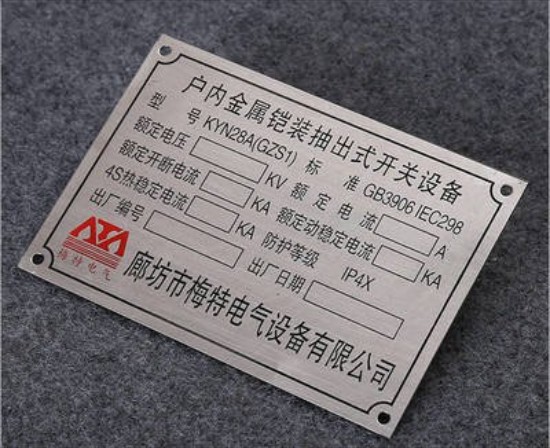 户内金属铠装抽出式开关设备
型 号 KYN28A(GZS1) 标 准 GB3906 IEC298
额定电压 KV 额定电流 A
额定开断电流 KA 额定动稳定电流 KA
4S热稳定电流 KA 防护等级 IP4X
出厂编号 出厂日期
梅特电气
廊坊市梅特电气设备有限公司